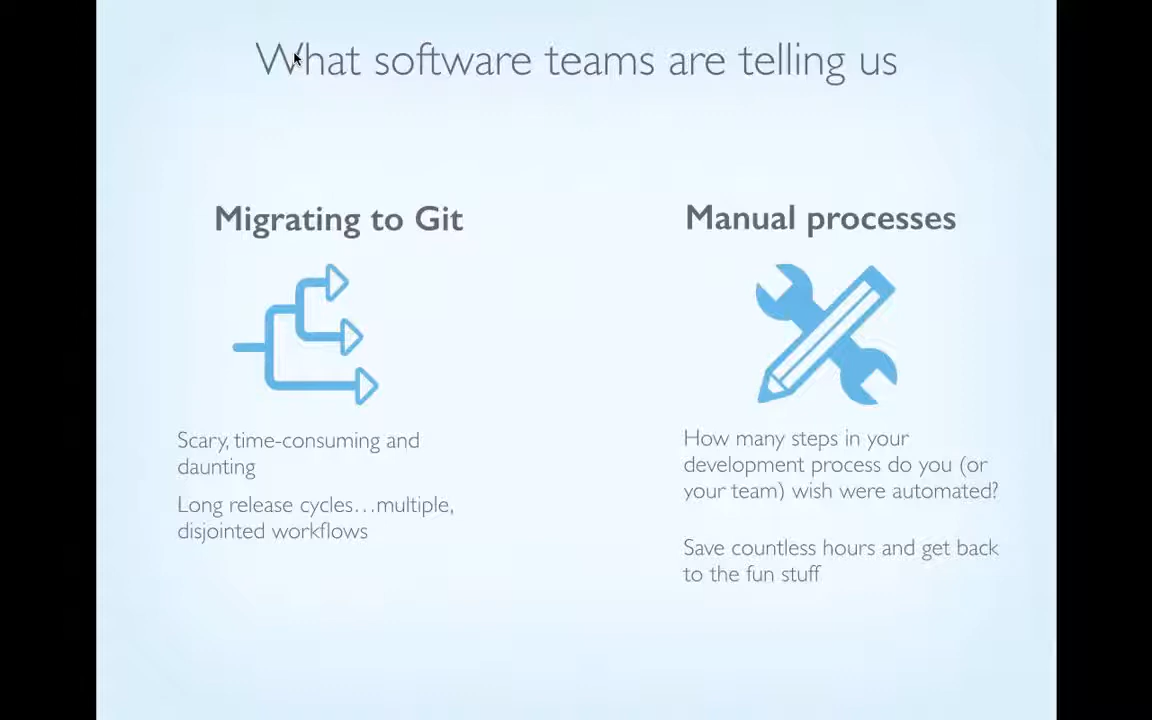 What software teams are telling us
Migrating to Git
Scary, time-consuming and
daunting
Long release cycles…multiple,
disjointed workflows
Manual processes
How many steps in your
development process do you (or
your team) wish were automated?
Save countless hours and get back
to the fun stuff